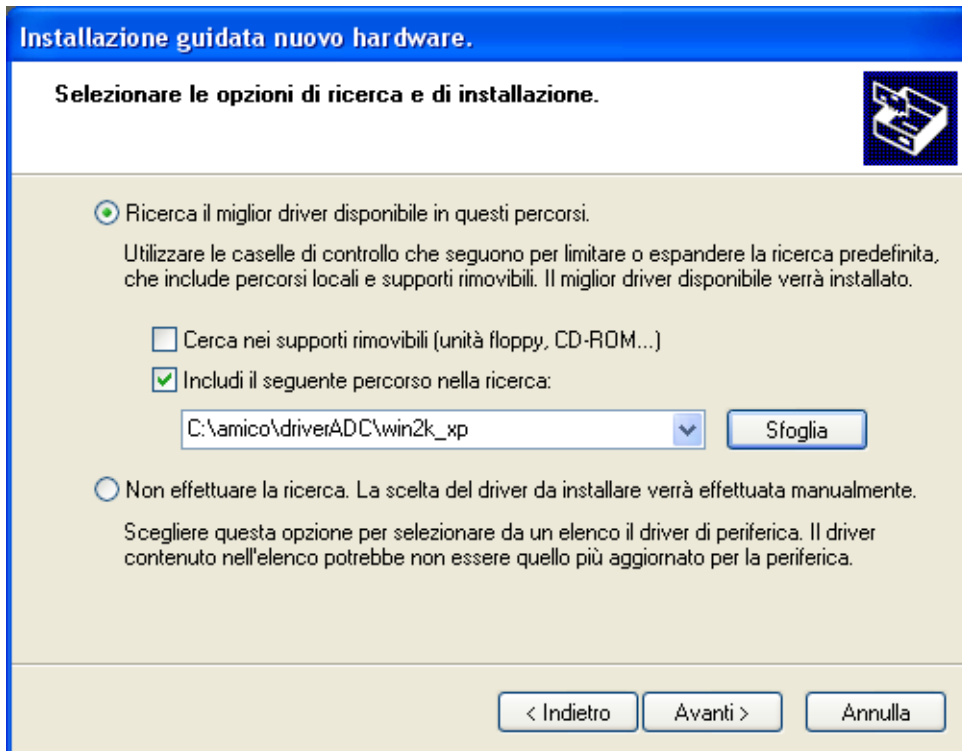 Installazione guidata nuovo hardware.
Selezionare le opzioni di ricerca e di installazione.
Ricerca il miglior driver disponibile in questi percorsi.
Utilizzare le caselle di controllo che seguono per limitare o espandere la ricerca predefinita,
che include percorsi locali e supporti rimovibili. Il miglior driver disponibile verrà installato.
Cerca nei supporti rimovibili (unità floppy, CD-ROM...)
Includi il seguente percorso nella ricerca:
C:\amico\driverADC\win2k_xp
Sfoglia
Non effettuare la ricerca. La scelta del driver da installare verrà effettuata manualmente.
Scegliere questa opzione per selezionare da un elenco il driver di periferica. Il driver
contenuto nell'elenco potrebbe non essere quello più aggiornato per la periferica.
< Indietro
Avanti >
Annulla